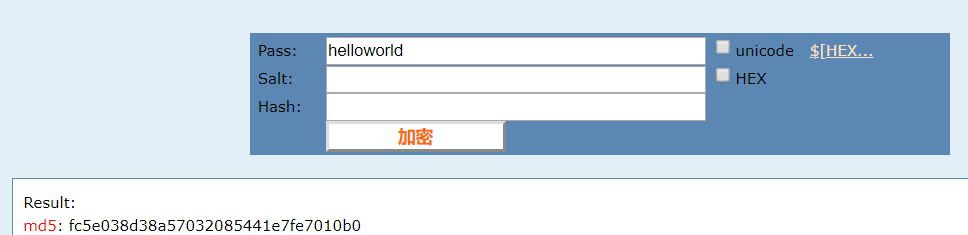 Pass: helloworld unicode $[HEX...
Salt: HEX
Hash:
加密
Result:
md5: fc5e038d38a57032085441e7fe7010b0